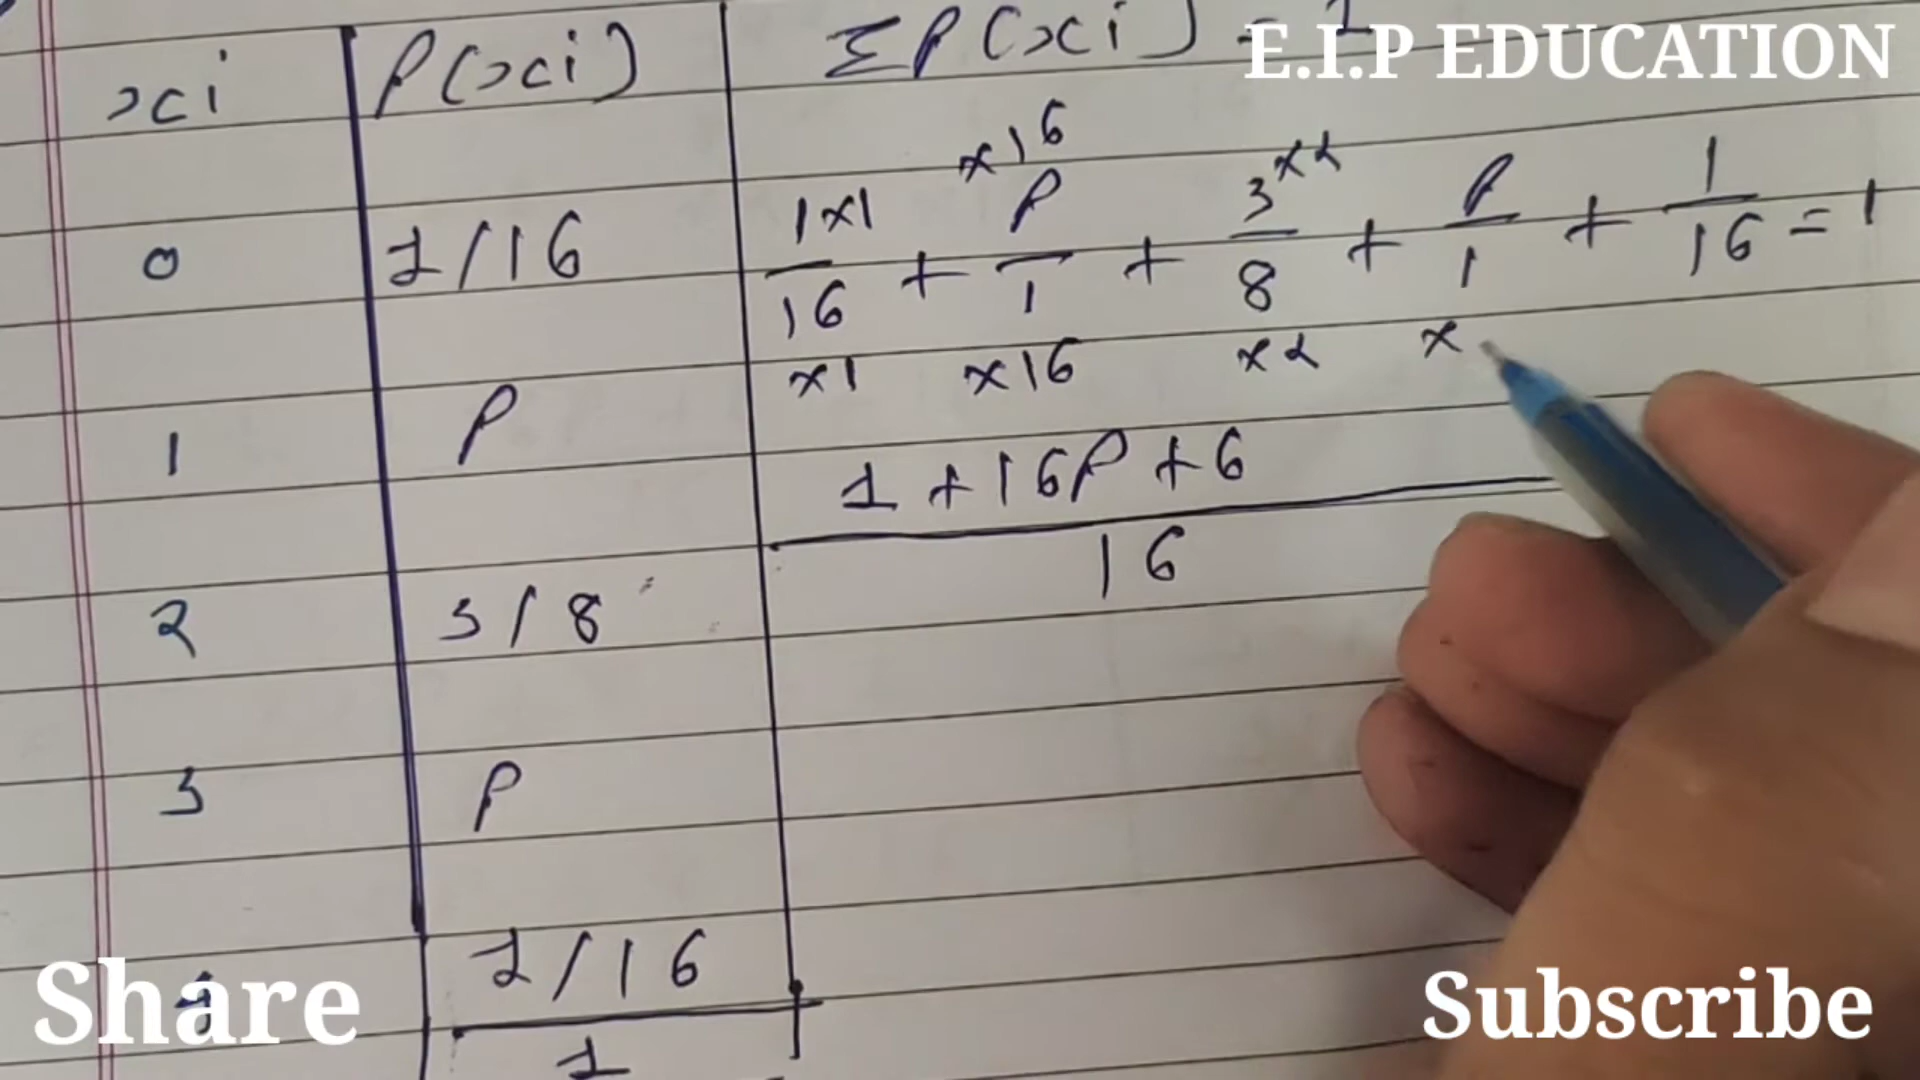 xi P(xi) ΣP(xi) = 1
E.I.P EDUCATION
×16 ×2
1×1 P 3 P 1
0 1/16 — + — + — + — + — = 1
16 1 8 1 16
×1 ×16 ×2 ×
1 P
1 + 16P + 6
16
2 3/8
3 P
4 1/16
1
Share
Subscribe